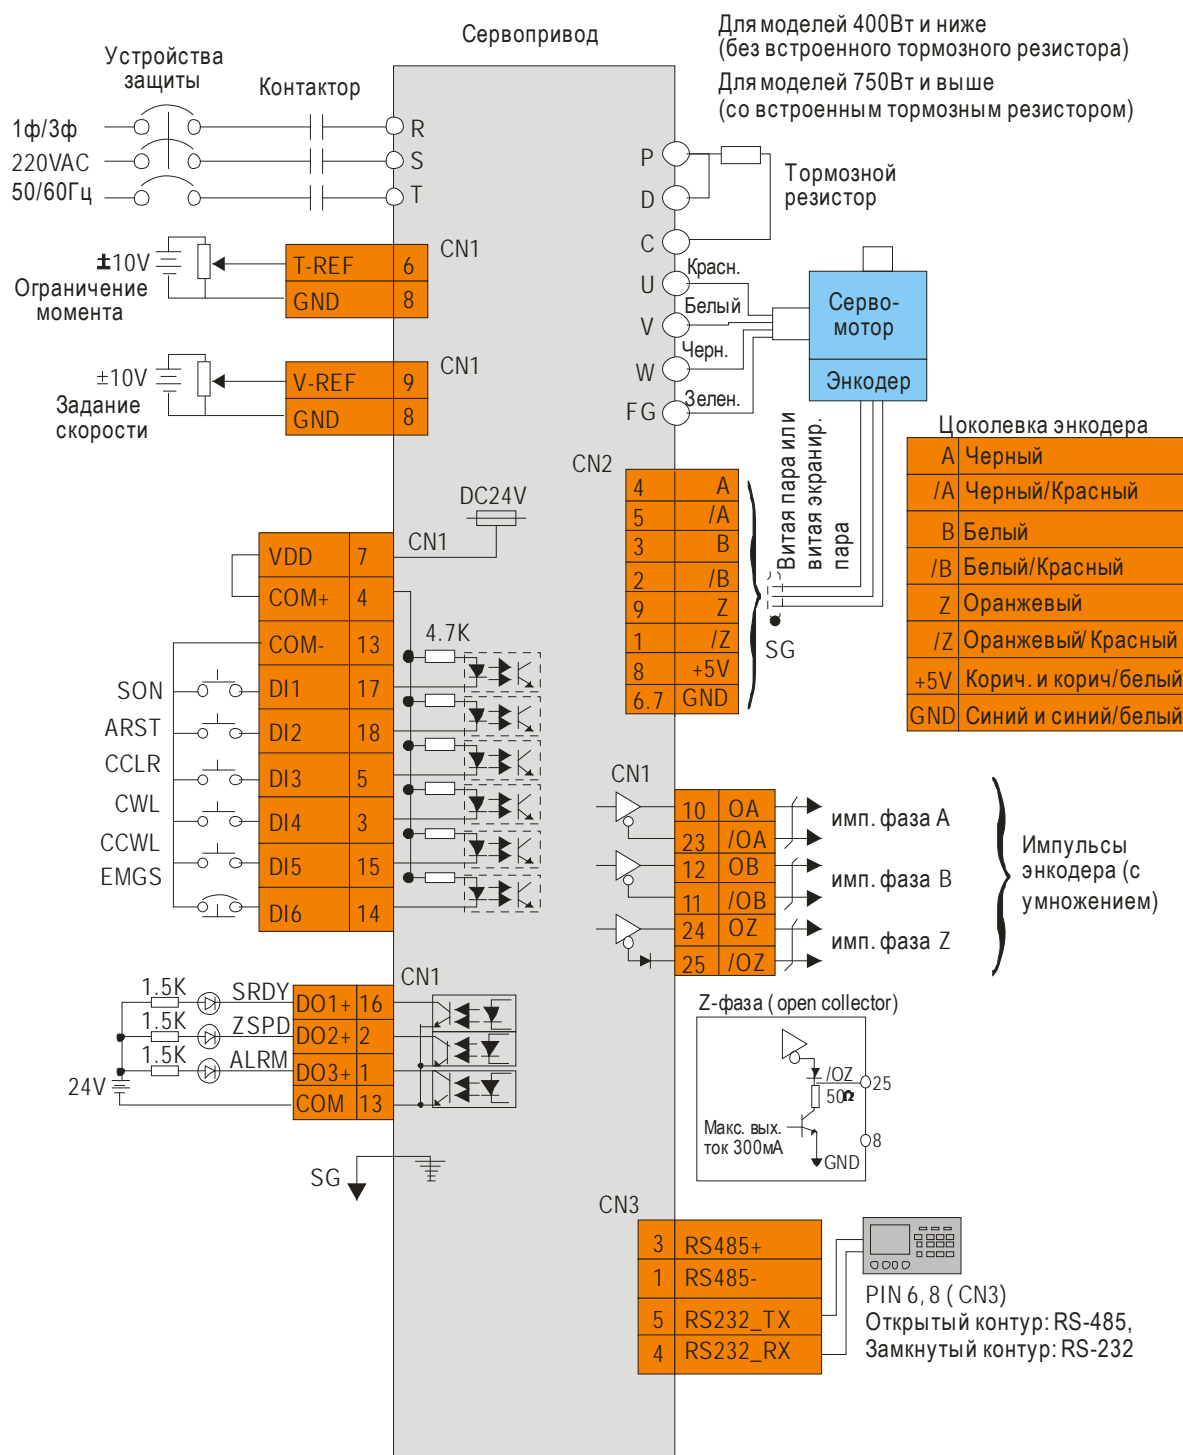 Сервопривод
Для моделей 400Вт и ниже
(без встроенного тормозного резистора)
Для моделей 750Вт и выше
(со встроенным тормозным резистором)
Устройства
защиты
Контактор
1ф/3ф
220VAC
50/60Гц
R
S
T
P
D
C
Тормозной
резистор
±10V
Ограничение
момента
T-REF 6
GND 8
CN1
±10V
Задание
скорости
V-REF 9
GND 8
CN1
U Красн.
V Белый
W Черн.
FG Зелен.
Серво-
мотор
Энкодер
CN2
4 A
5 /A
3 B
2 /B
9 Z
1 /Z
8 +5V
6.7 GND
Витая пара или
витая экранир.
пара
SG
Цоколевка энкодера
A Черный
/A Черный/Красный
B Белый
/B Белый/Красный
Z Оранжевый
/Z Оранжевый/Красный
+5V Корич. и корич/белый
GND Синий и синий/белый
DC24V
CN1
VDD 7
COM+ 4
COM- 13
4.7K
SON DI1 17
ARST DI2 18
CCLR DI3 5
CWL DI4 3
CCWL DI5 15
EMGS DI6 14
CN1
10 OA
23 /OA
12 OB
11 /OB
24 OZ
25 /OZ
имп. фаза A
имп. фаза B
имп. фаза Z
Импульсы
энкодера (с
умножением)
CN1
1.5K SRDY DO1+ 16
1.5K ZSPD DO2+ 2
1.5K ALRM DO3+ 1
24V COM 13
SG
Z-фаза ( open collector)
/OZ
50Ω
25
8
Макс. вых.
ток 300мА
GND
CN3
3 RS485+
1 RS485-
5 RS232_TX
4 RS232_RX
PIN 6, 8 ( CN3)
Открытый контур: RS-485,
Замкнутый контур: RS-232